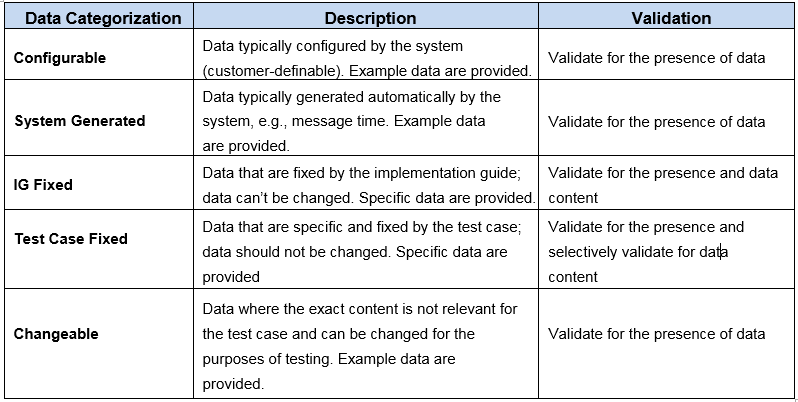 Data Categorization Description Validation
Configurable
Data typically configured by the system
(customer-definable). Example data are provided.
Validate for the presence of data
System Generated
Data typically generated automatically by the
system, e.g., message time. Example data
are provided.
Validate for the presence of data
IG Fixed
Data that are fixed by the implementation guide;
data can't be changed. Specific data are provided.
Validate for the presence and data
content
Test Case Fixed
Data that are specific and fixed by the test case;
data should not be changed. Specific data are
provided
Validate for the presence and
selectively validate for data
content
Changeable
Data where the exact content is not relevant for
the test case and can be changed for the
purposes of testing. Example data are
provided.
Validate for the presence of data